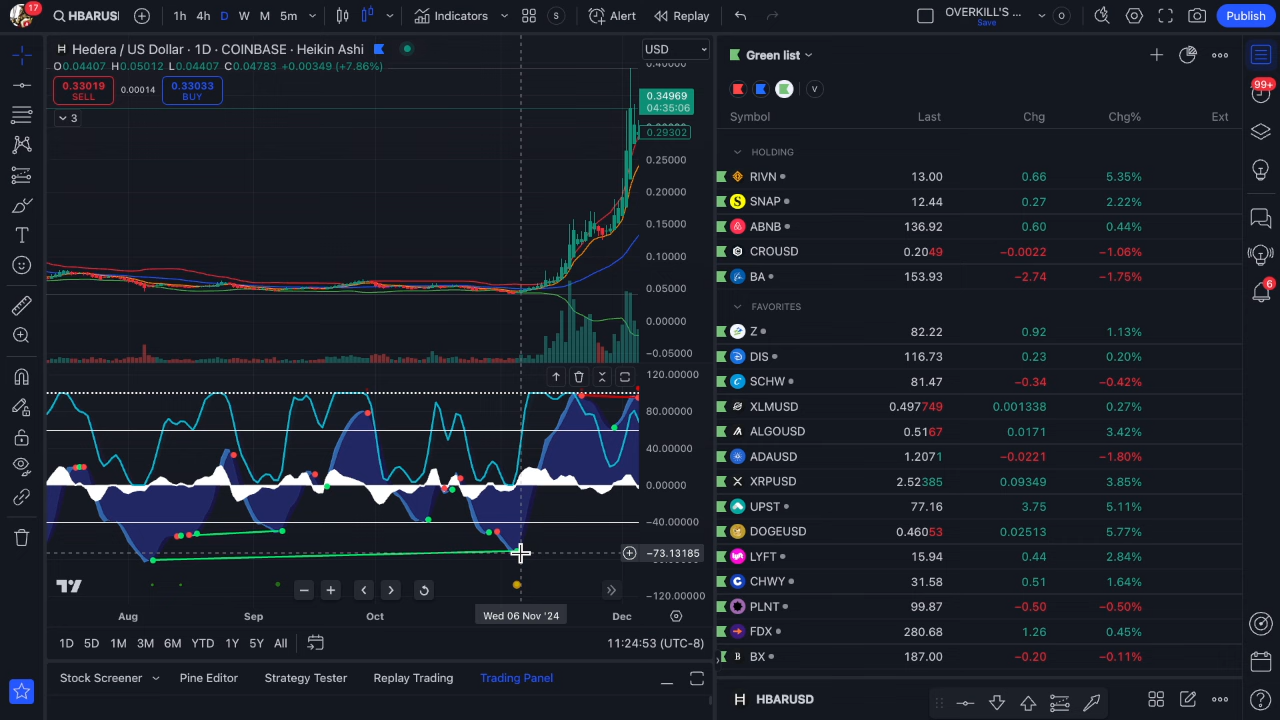 17
HBARUSD
1h 4h D W M 5m
Indicators
S
Alert
Replay
OVERKILL'S ...
Save
O
Publish
Hedera / US Dollar · 1D · COINBASE · Heikin Ashi
USD
O0.04407 H0.05012 L0.04407 C0.04783 +0.00349 (+7.86%)
0.33019
SELL
0.00014
0.33033
BUY
3
0.40000
0.34969
04:35:06
0.29302
0.25000
0.20000
0.15000
0.10000
0.05000
0.00000
−0.05000
120.00000
80.00000
40.00000
0.00000
−40.00000
−73.13185
−120.00000
Aug Sep Oct Wed 06 Nov '24 Dec
1D 5D 1M 3M 6M YTD 1Y 5Y All
11:24:53 (UTC-8)
Stock Screener Pine Editor Strategy Tester Replay Trading Trading Panel
Green list
V
Symbol Last Chg Chg% Ext
HOLDING
RIVN 13.00 0.66 5.35%
SNAP 12.44 0.27 2.22%
ABNB 136.92 0.60 0.44%
CROUSD 0.2049 −0.0022 −1.06%
BA 153.93 −2.74 −1.75%
FAVORITES
Z 82.22 0.92 1.13%
DIS 116.73 0.23 0.20%
SCHW 81.47 −0.34 −0.42%
XLMUSD 0.497749 0.001338 0.27%
ALGOUSD 0.5167 0.0171 3.42%
ADAUSD 1.2071 −0.0221 −1.80%
XRPUSD 2.52385 0.09349 3.85%
UPST 77.16 3.75 5.11%
DOGEUSD 0.46053 0.02513 5.77%
LYFT 15.94 0.44 2.84%
CHWY 31.58 0.51 1.64%
PLNT 99.87 −0.50 −0.50%
FDX 280.68 1.26 0.45%
B BX 187.00 −0.20 −0.11%
H HBARUSD
99+
6